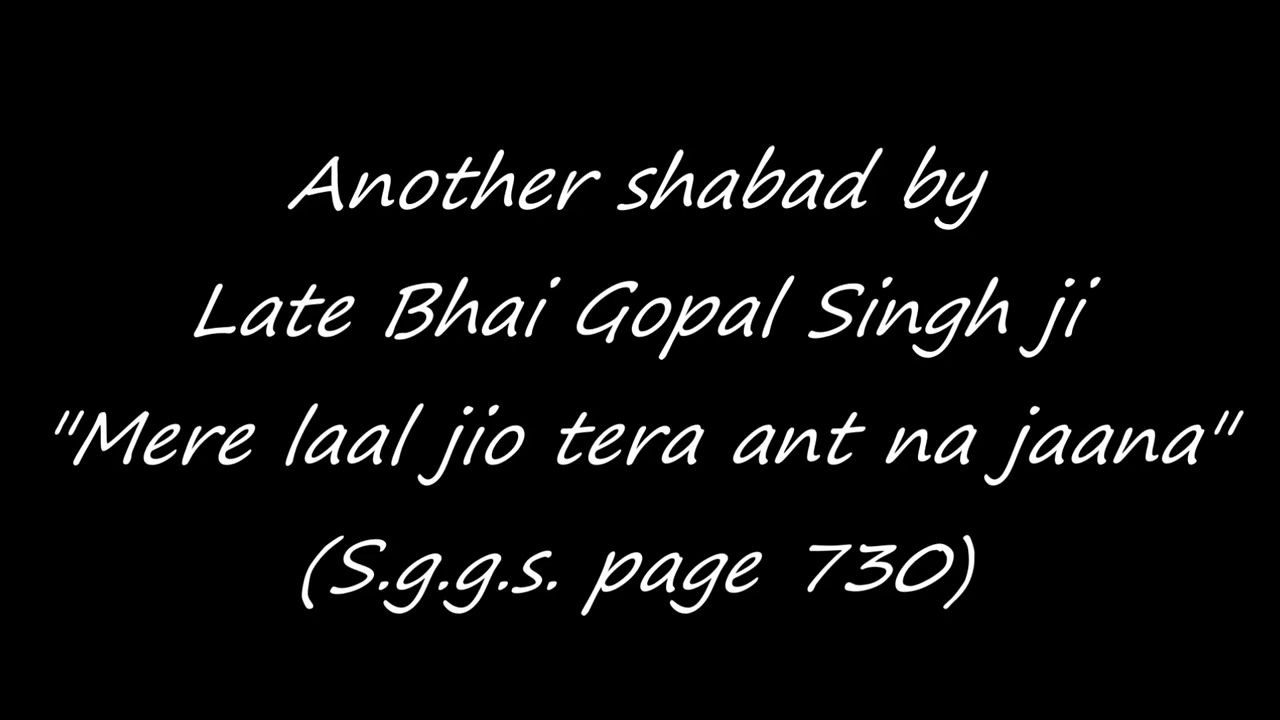 Another shabad by
Late Bhai Gopal Singh ji
"Mere laal jio tera ant na jaana"
(S.g.g.s. page 730)